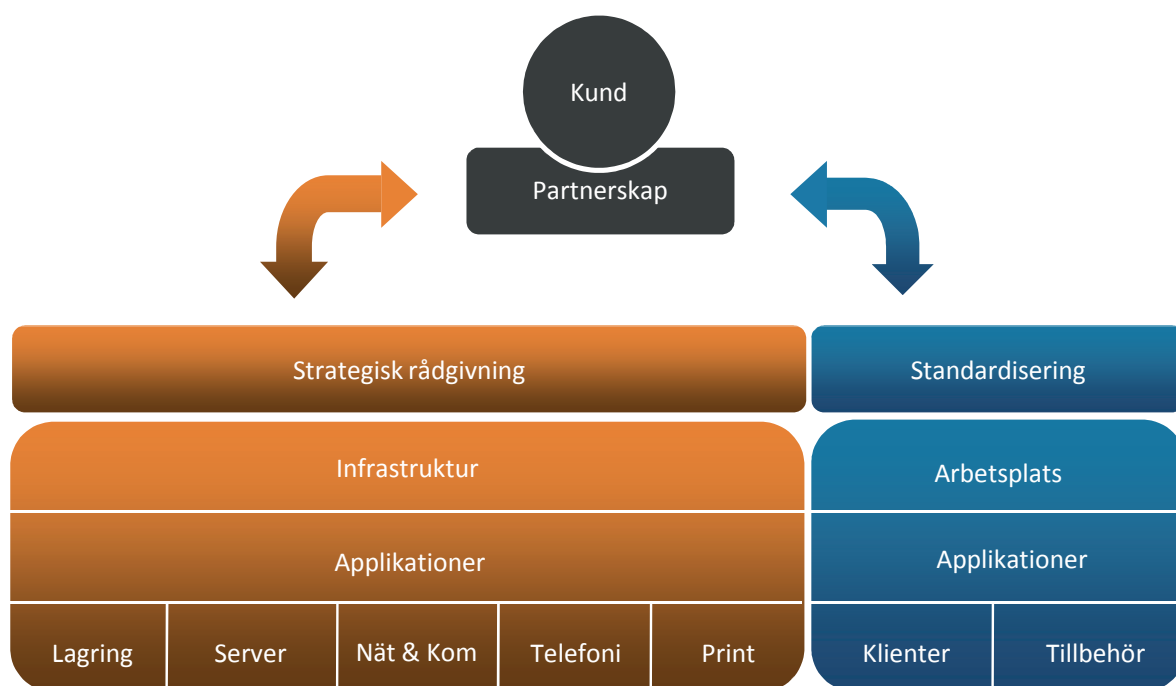 Kund
Partnerskap
Strategisk rådgivning
Standardisering
Infrastruktur
Arbetsplats
Applikationer
Applikationer
Lagring
Server
Nät & Kom
Telefoni
Print
Klienter
Tillbehör